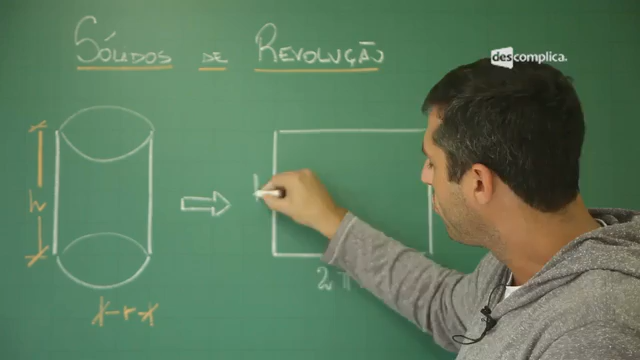 SÓLIDOS DE REVOLUÇÃO
descomplica.
h
r
2π